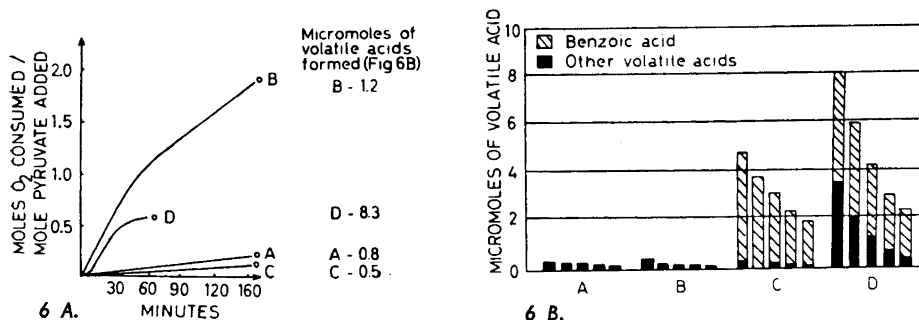 MOLES O2 CONSUMED /
MOLE PYRUVATE ADDED
2.0
1.5
1.0
0.5
B
D
A
C
30 60 90 120 160
MINUTES
6 A.
Micromoles of
volatile acids
formed (Fig 6B)
B - 1.2
D - 8.3
A - 0.8
C - 0.5
MICROMOLES OF VOLATILE ACID
10
8
6
4
2
0
Benzoic acid
Other volatile acids
A B C D
6 B.